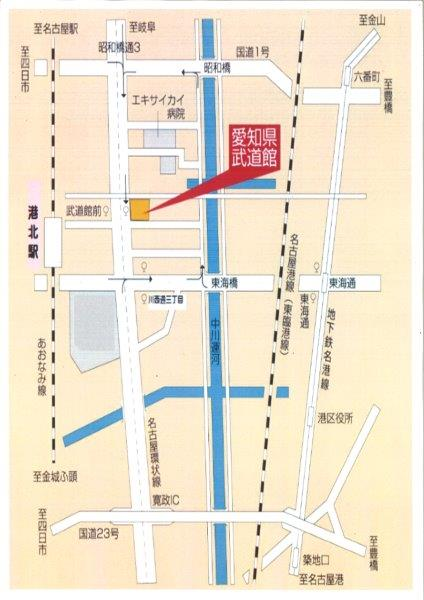 至名古屋駅
至岐阜
至金山
昭和橋通3
国道1号
至四日市
昭和橋
六番町
至豊橋
エキサイカイ
病院
愛知県
武道館
武道館前
港北駅
名古屋港線(東臨港線)
東海橋
東海通
東海通
川西通三丁目
地下鉄名港線
中川運河
あおなみ線
港区役所
名古屋環状線
至金城ふ頭
寛政IC
至四日市
国道23号
至豊橋
築地口
至名古屋港